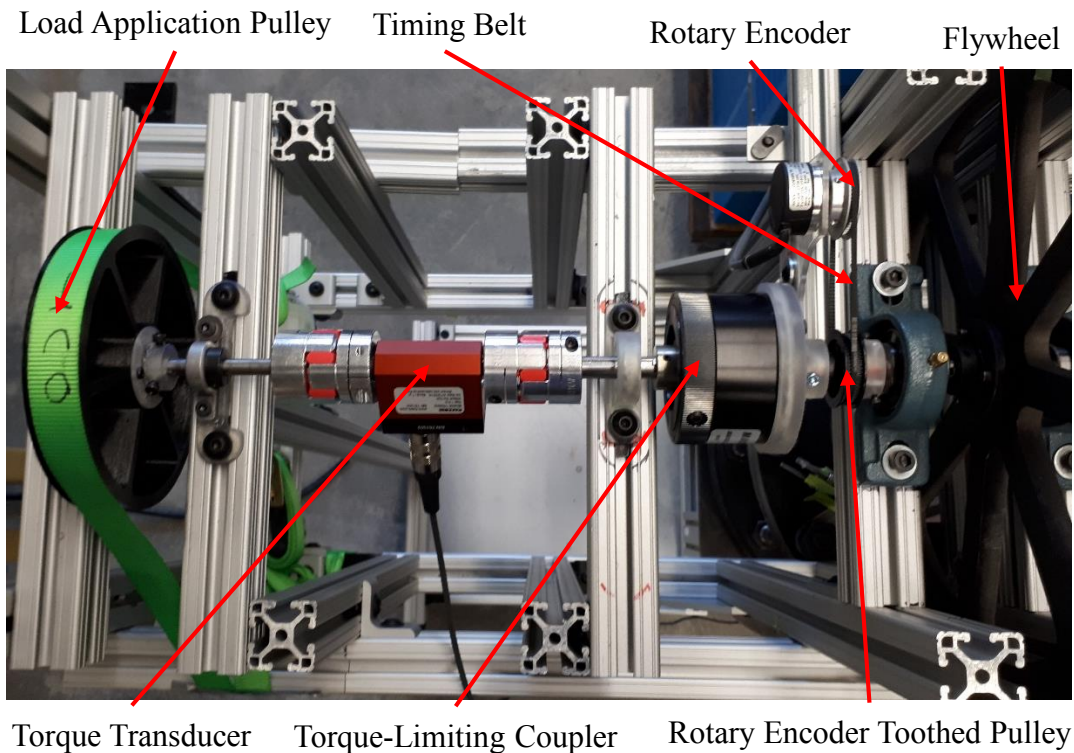 Load Application Pulley
Timing Belt
Rotary Encoder
Flywheel
Torque Transducer
Torque-Limiting Coupler
Rotary Encoder Toothed Pulley